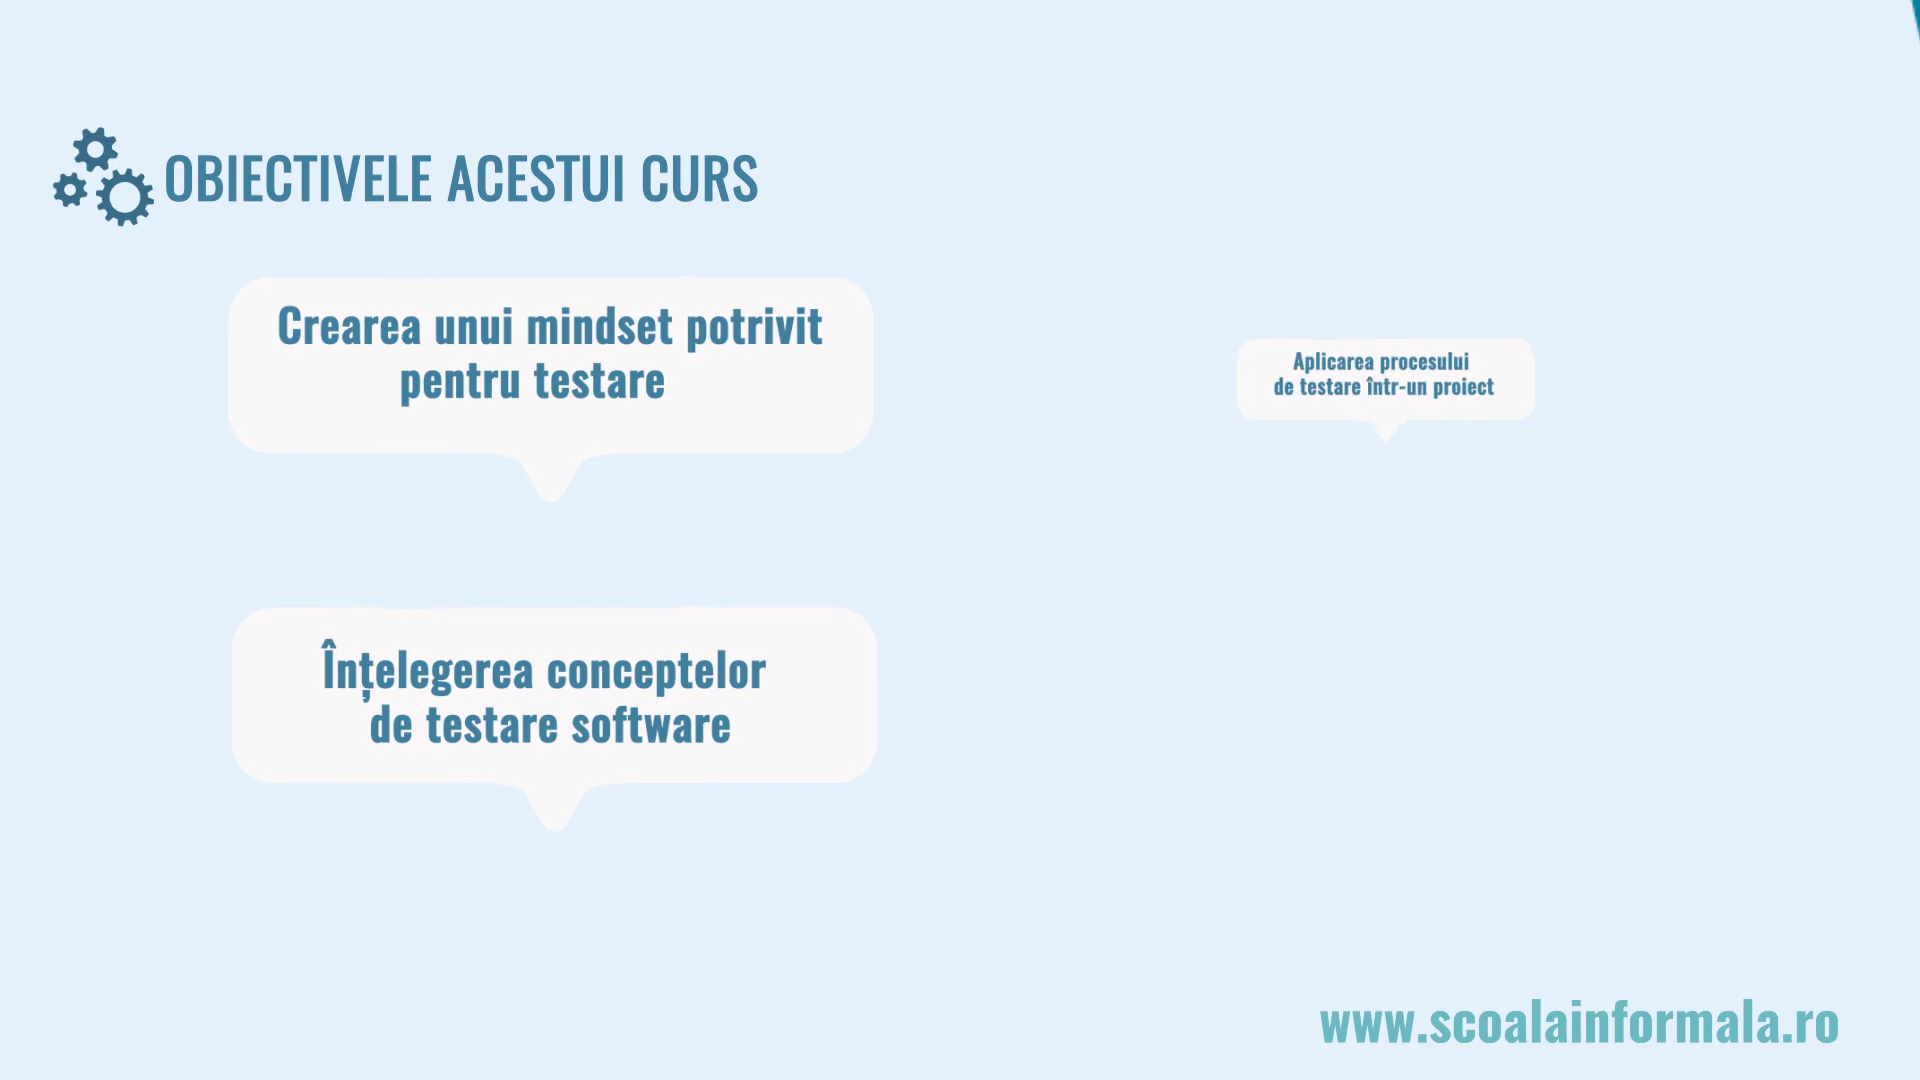 OBIECTIVELE ACESTUI CURS
Crearea unui mindset potrivit
pentru testare
Aplicarea procesului
de testare într-un proiect
Înțelegerea conceptelor
de testare software
www.scoalainformala.ro